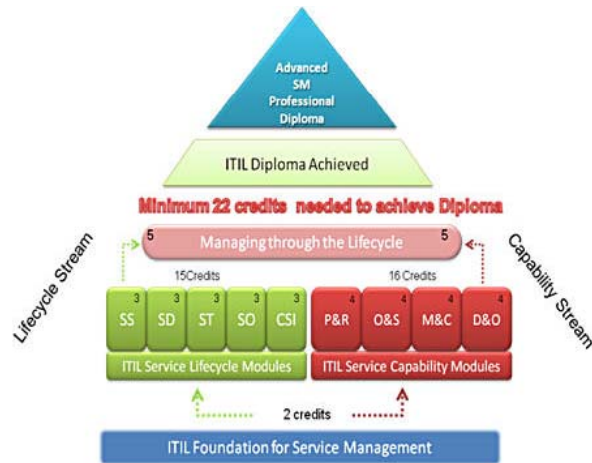 Advanced
SM
Professional
Diploma
ITIL Diploma Achieved
Minimum 22 credits needed to achieve Diploma
Lifecycle Stream
Capability Stream
5 Managing through the Lifecycle 5
15Credits
16 Credits
3 3 3 3 3 4 4 4 4
SS SD ST SO CSI P&R O&S M&C D&O
ITIL Service Lifecycle Modules
ITIL Service Capability Modules
2 credits
ITIL Foundation for Service Management